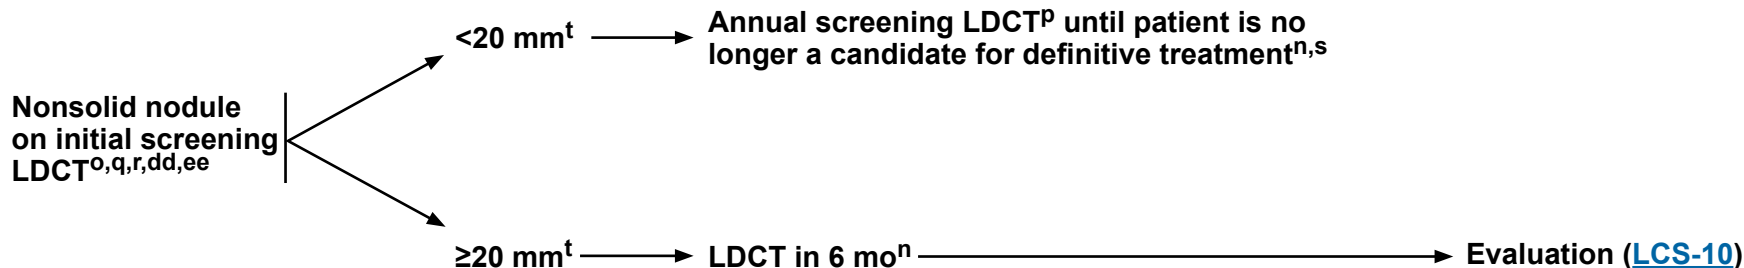 <20 mmᵗ
Annual screening LDCTᵖ until patient is no
longer a candidate for definitive treatmentⁿ,ˢ
Nonsolid nodule
on initial screening
LDCTᵒ,q,r,dd,ee
≥20 mmᵗ
LDCT in 6 moⁿ
Evaluation (LCS-10)